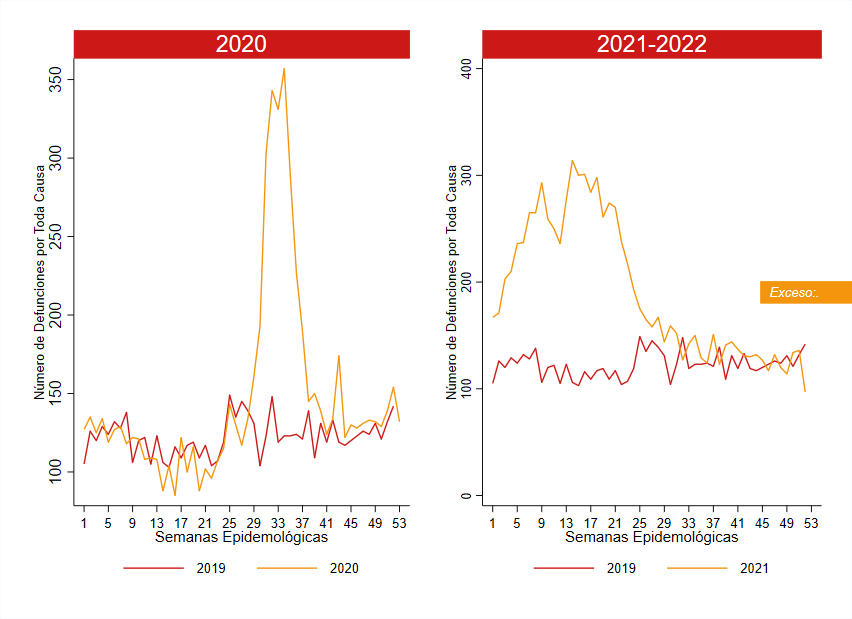 2020
Número de Defunciones por Toda Causa
350
300
250
200
150
100
1 5 9 13 17 21 25 29 33 37 41 45 49 53
Semanas Epidemológicas
2019 2020
2021-2022
Número de Defunciones por Toda Causa
400
300
200
100
0
Exceso:.
1 5 9 13 17 21 25 29 33 37 41 45 49 53
Semanas Epidemológicas
2019 2021